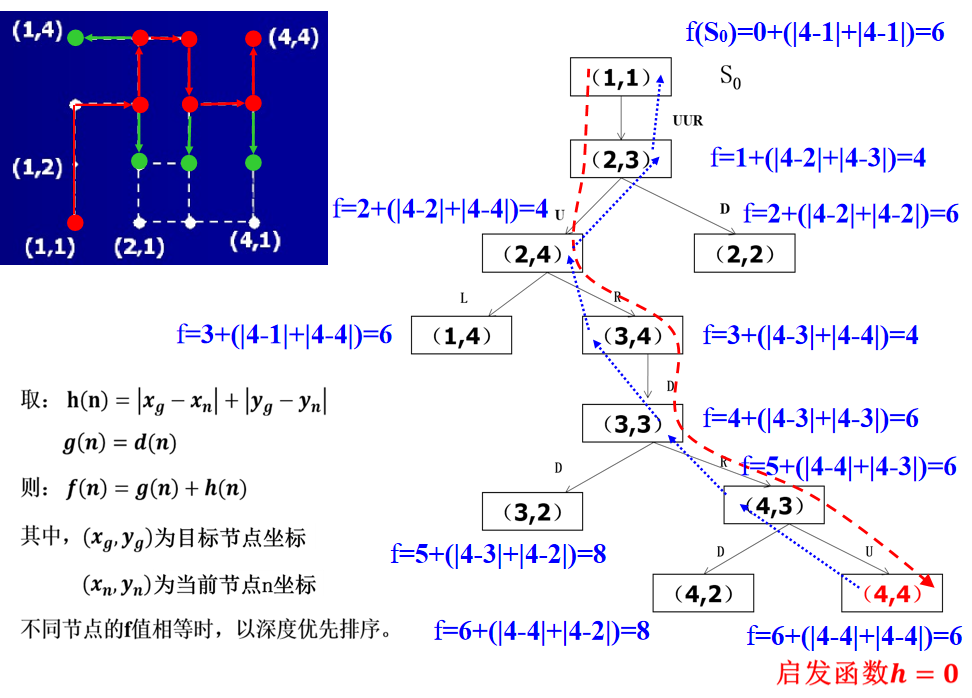 (1,4)
(4,4)
(1,2)
(1,1)
(2,1)
(4,1)
f(S₀)=0+(|4-1|+|4-1|)=6
（1,1） S₀
UUR
（2,3） f=1+(|4-2|+|4-3|)=4
f=2+(|4-2|+|4-4|)=4 U D f=2+(|4-2|+|4-2|)=6
（2,4） （2,2）
L R
f=3+(|4-1|+|4-4|)=6 （1,4） （3,4） f=3+(|4-3|+|4-4|)=4
D
（3,3） f=4+(|4-3|+|4-3|)=6
D R f=5+(|4-4|+|4-3|)=6
（3,2） （4,3）
f=5+(|4-3|+|4-2|)=8 D U
（4,2） （4,4）
f=6+(|4-4|+|4-2|)=8 f=6+(|4-4|+|4-4|)=6
启发函数h = 0
取： h(n) = |x_g − x_n| + |y_g − y_n|
g(n) = d(n)
则： f(n) = g(n) + h(n)
其中，(x_g, y_g)为目标节点坐标
(x_n, y_n)为当前节点n坐标
不同节点的f值相等时，以深度优先排序。